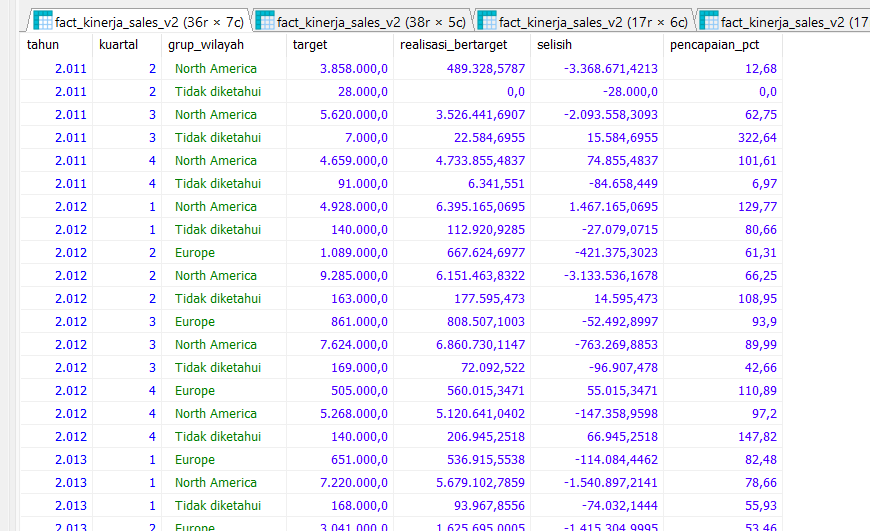 fact_kinerja_sales_v2 (36r × 7c) fact_kinerja_sales_v2 (38r × 5c) fact_kinerja_sales_v2 (17r × 6c) fact_kinerja_sales_v2 (17
tahun kuartal grup_wilayah target realisasi_bertarget selisih pencapaian_pct
2.011 2 North America 3.858.000,0 489.328,5787 -3.368.671,4213 12,68
2.011 2 Tidak diketahui 28.000,0 0,0 -28.000,0 0,0
2.011 3 North America 5.620.000,0 3.526.441,6907 -2.093.558,3093 62,75
2.011 3 Tidak diketahui 7.000,0 22.584,6955 15.584,6955 322,64
2.011 4 North America 4.659.000,0 4.733.855,4837 74.855,4837 101,61
2.011 4 Tidak diketahui 91.000,0 6.341,551 -84.658,449 6,97
2.012 1 North America 4.928.000,0 6.395.165,0695 1.467.165,0695 129,77
2.012 1 Tidak diketahui 140.000,0 112.920,9285 -27.079,0715 80,66
2.012 2 Europe 1.089.000,0 667.624,6977 -421.375,3023 61,31
2.012 2 North America 9.285.000,0 6.151.463,8322 -3.133.536,1678 66,25
2.012 2 Tidak diketahui 163.000,0 177.595,473 14.595,473 108,95
2.012 3 Europe 861.000,0 808.507,1003 -52.492,8997 93,9
2.012 3 North America 7.624.000,0 6.860.730,1147 -763.269,8853 89,99
2.012 3 Tidak diketahui 169.000,0 72.092,522 -96.907,478 42,66
2.012 4 Europe 505.000,0 560.015,3471 55.015,3471 110,89
2.012 4 North America 5.268.000,0 5.120.641,0402 -147.358,9598 97,2
2.012 4 Tidak diketahui 140.000,0 206.945,2518 66.945,2518 147,82
2.013 1 Europe 651.000,0 536.915,5538 -114.084,4462 82,48
2.013 1 North America 7.220.000,0 5.679.102,7859 -1.540.897,2141 78,66
2.013 1 Tidak diketahui 168.000,0 93.967,8556 -74.032,1444 55,93
2.013 2 Europe 3.041.000,0 1.625.695,0005 -1.415.304,9995 53,46